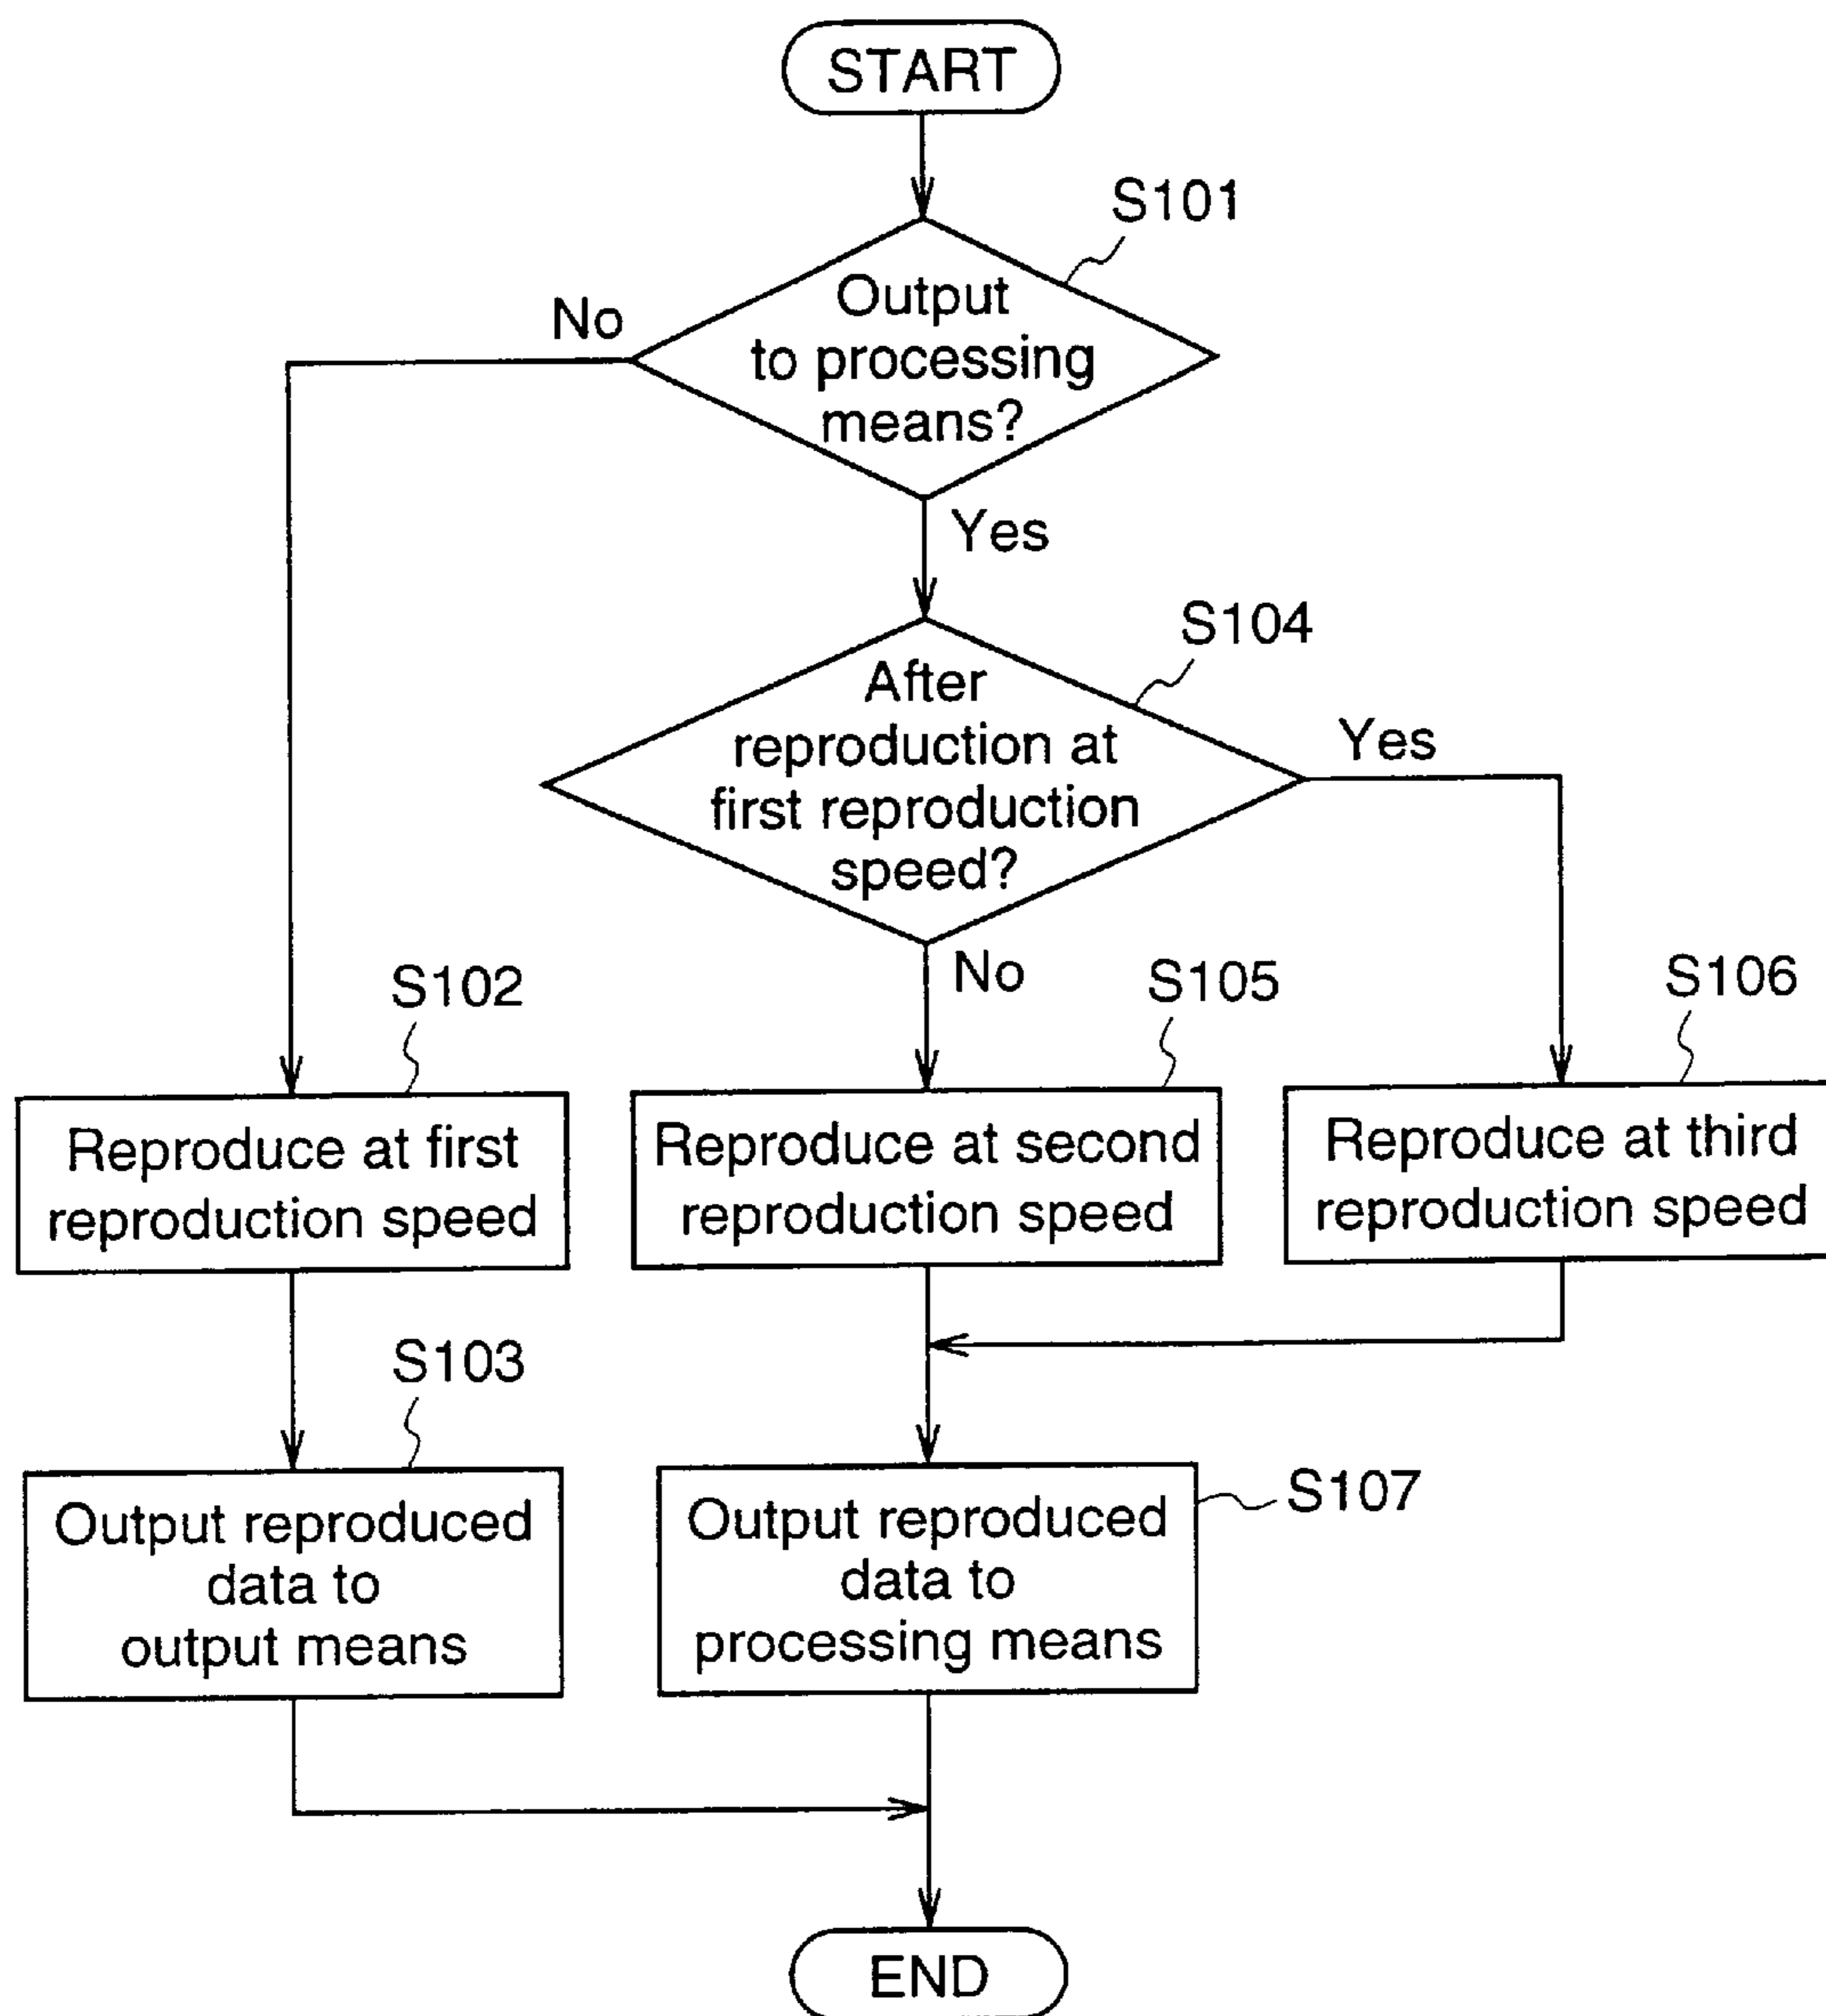 START
S101
Output
to processing
means?
No
Yes
S104
After
reproduction at
first reproduction
speed?
Yes
No
S102
S105
S106
Reproduce at first
reproduction speed
Reproduce at second
reproduction speed
Reproduce at third
reproduction speed
S103
S107
Output reproduced
data to
output means
Output reproduced
data to
processing means
END